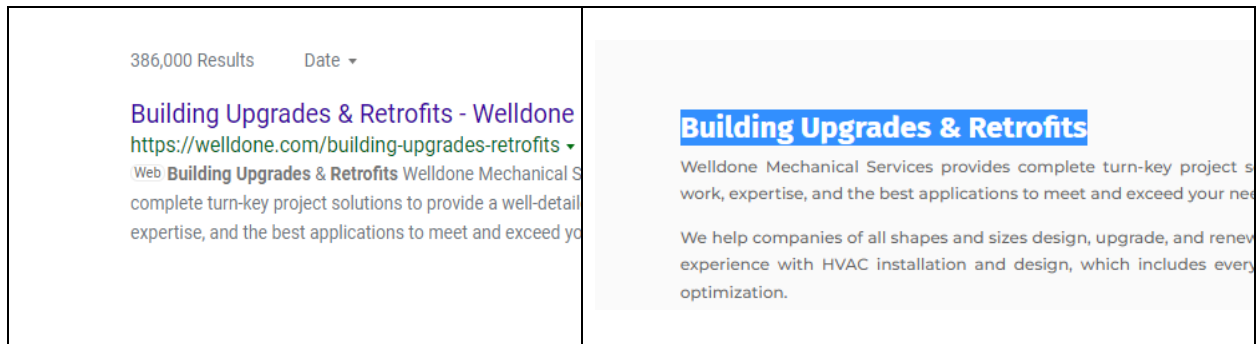 386,000 Results Date
Building Upgrades & Retrofits - Welldone
https://welldone.com/building-upgrades-retrofits
Web Building Upgrades & Retrofits Welldone Mechanical S
complete turn-key project solutions to provide a well-detail
expertise, and the best applications to meet and exceed yo
Building Upgrades & Retrofits
Welldone Mechanical Services provides complete turn-key project s
work, expertise, and the best applications to meet and exceed your nee
We help companies of all shapes and sizes design, upgrade, and renew
experience with HVAC installation and design, which includes every
optimization.